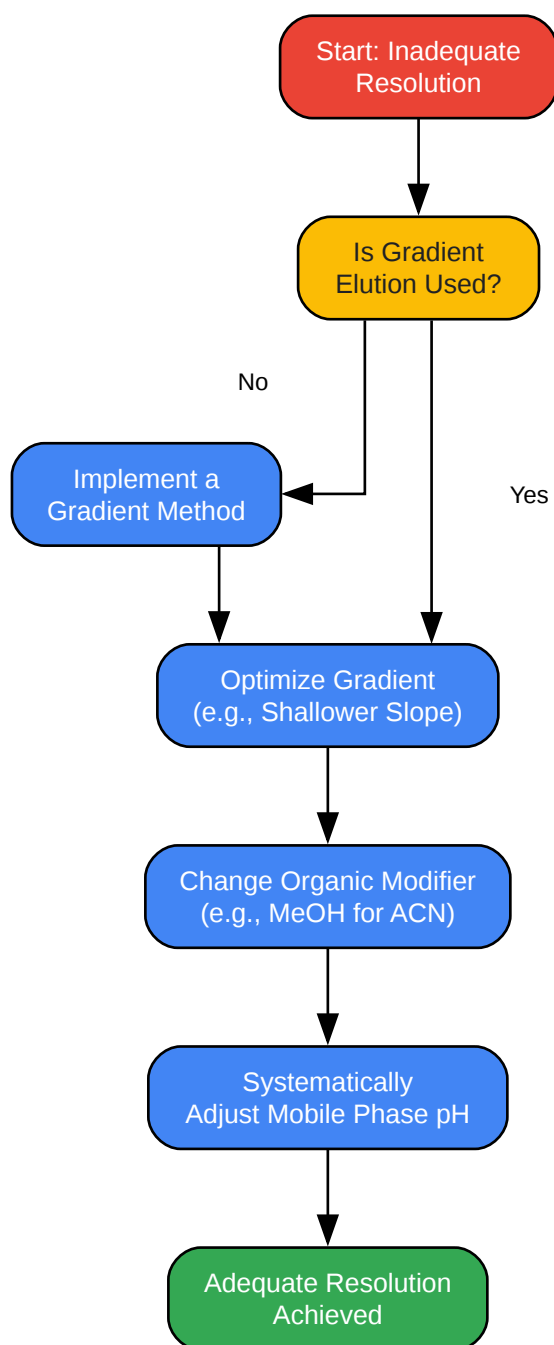 Start: Inadequate
Resolution
Is Gradient
Elution Used?
No
Implement a
Gradient Method
Yes
Optimize Gradient
(e.g., Shallower Slope)
Change Organic Modifier
(e.g., MeOH for ACN)
Systematically
Adjust Mobile Phase pH
Adequate Resolution
Achieved